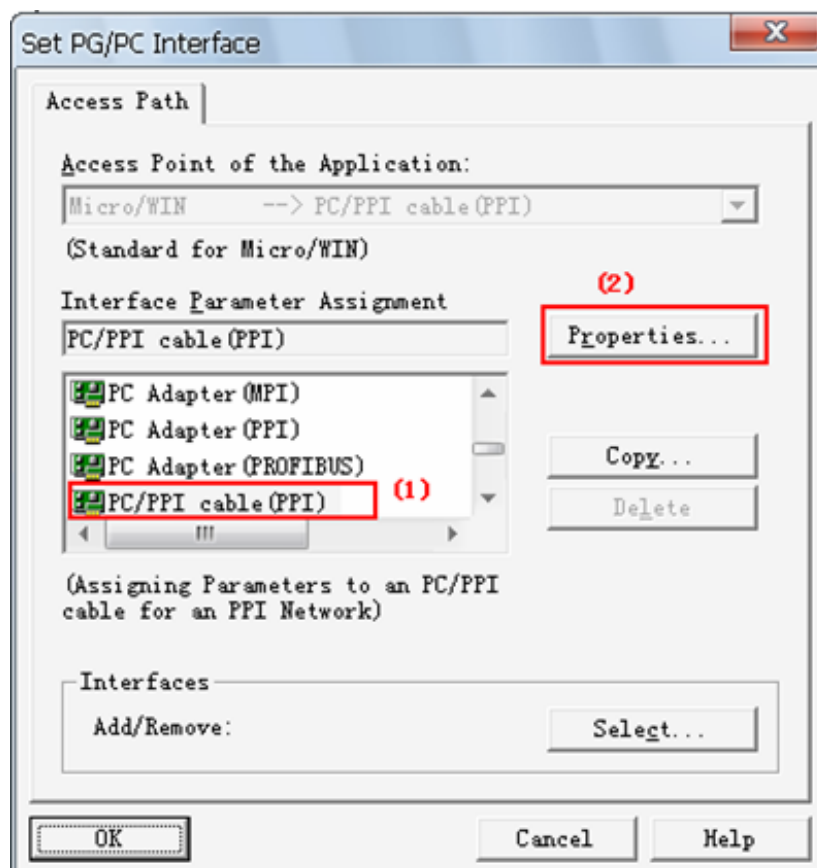 Set PG/PC Interface
Access Path
Access Point of the Application:
Micro/WIN --> PC/PPI cable(PPI)
(Standard for Micro/WIN)
(2)
Interface Parameter Assignment
PC/PPI cable(PPI)
Properties...
PC Adapter(MPI)
PC Adapter(PPI)
PC Adapter(PROFIBUS)
PC/PPI cable(PPI)
(1)
Copy...
Delete
(Assigning Parameters to an PC/PPI
cable for an PPI Network)
Interfaces
Add/Remove:
Select...
OK
Cancel
Help